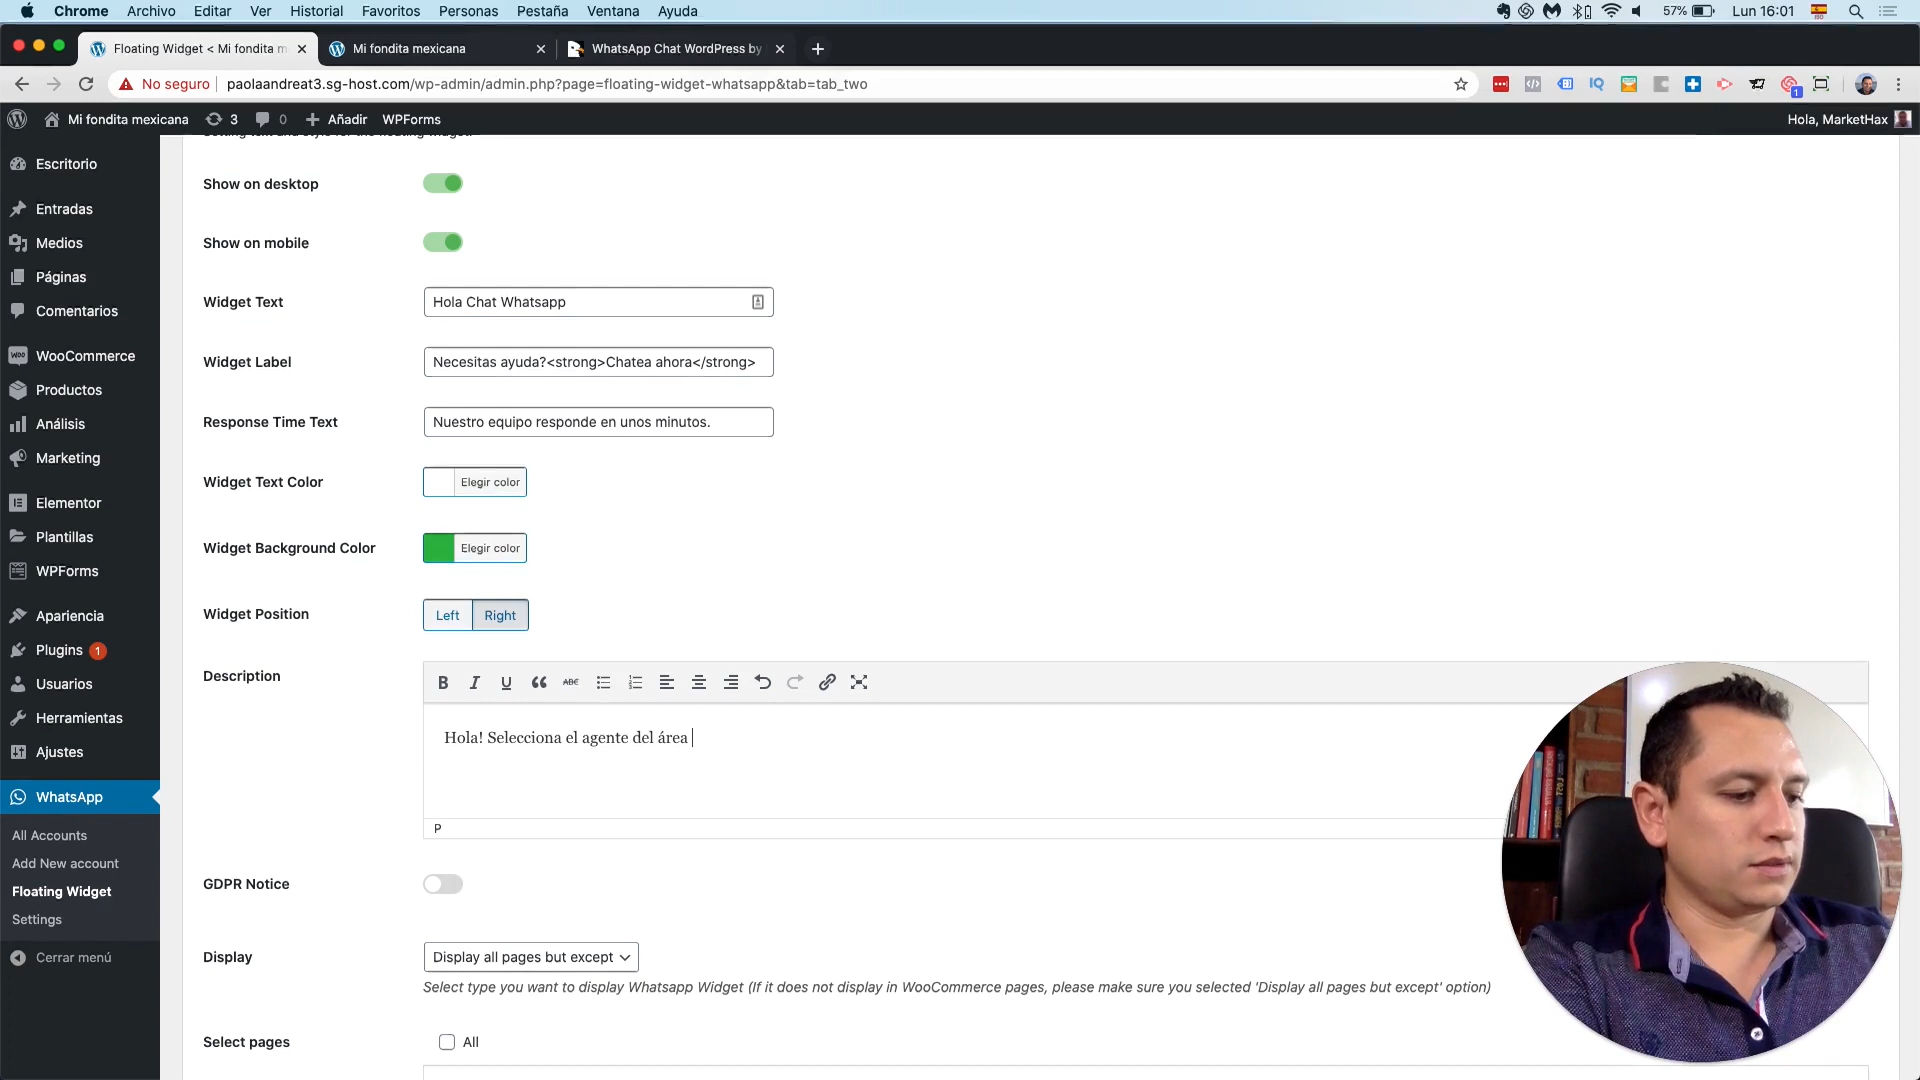 Chrome Archivo Editar Ver Historial Favoritos Personas Pestaña Ventana Ayuda 57% Lun 16:01
Floating Widget < Mi fondita m Mi fondita mexicana WhatsApp Chat WordPress by
No seguro paolaandreat3.sg-host.com/wp-admin/admin.php?page=floating-widget-whatsapp&tab=tab_two
Mi fondita mexicana 3 0 Añadir WPForms Hola, MarketHax
Escritorio
Entradas
Medios
Páginas
Comentarios
WooCommerce
Productos
Análisis
Marketing
Elementor
Plantillas
WPForms
Apariencia
Plugins 1
Usuarios
Herramientas
Ajustes
WhatsApp
All Accounts
Add New account
Floating Widget
Settings
Cerrar menú
Show on desktop
Show on mobile
Widget Text Hola Chat Whatsapp
Widget Label Necesitas ayuda?<strong>Chatea ahora</strong>
Response Time Text Nuestro equipo responde en unos minutos.
Widget Text Color Elegir color
Widget Background Color Elegir color
Widget Position Left Right
Description
B I U ABC
Hola! Selecciona el agente del área
P
GDPR Notice
Display Display all pages but except
Select type you want to display Whatsapp Widget (If it does not display in WooCommerce pages, please make sure you selected 'Display all pages but except' option)
Select pages All